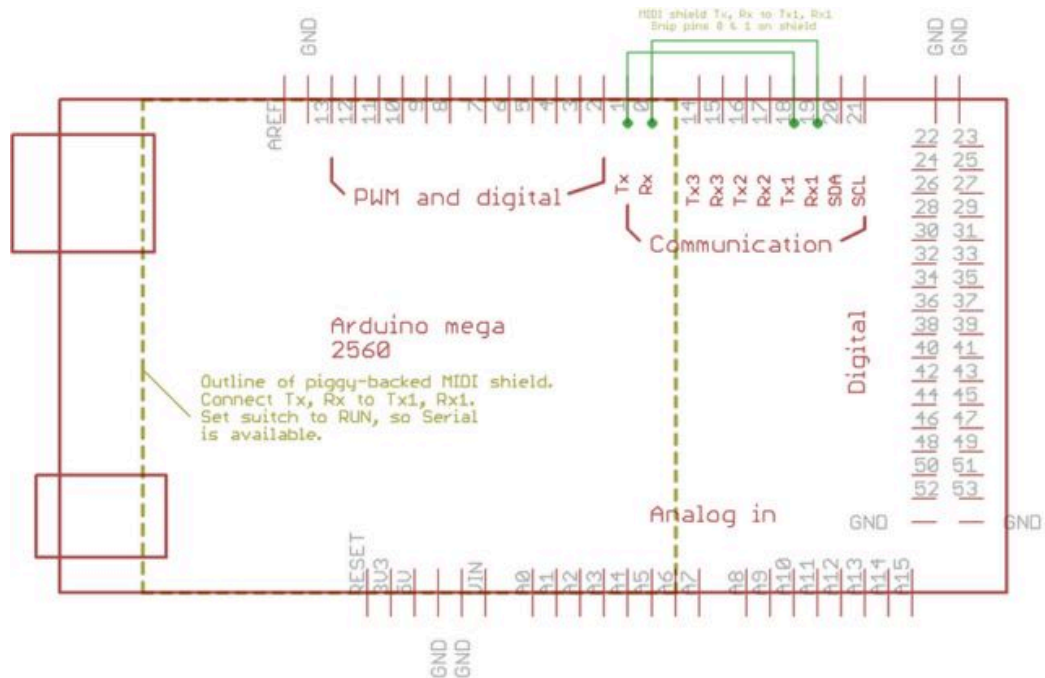 MIDI shield Tx, Rx to Tx1, Rx1
Snip pins 0 & 1 on shield
GND
GND
GND
AREF
13
12
11
10
9
8
7
6
5
4
3
2
1
0
14
15
16
17
18
19
20
21
Tx
Rx
Tx3
Rx3
Tx2
Rx2
Tx1
Rx1
SDA
SCL
PWM and digital
Communication
22 23
24 25
26 27
28 29
30 31
32 33
34 35
36 37
38 39
40 41
42 43
44 45
46 47
48 49
50 51
52 53
GND
GND
Digital
Arduino mega
2560
Outline of piggy-backed MIDI shield.
Connect Tx, Rx to Tx1, Rx1.
Set switch to RUN, so Serial
is available.
Analog in
RESET
3V3
5V
GND
GND
VIN
A0
A1
A2
A3
A4
A5
A6
A7
A8
A9
A10
A11
A12
A13
A14
A15